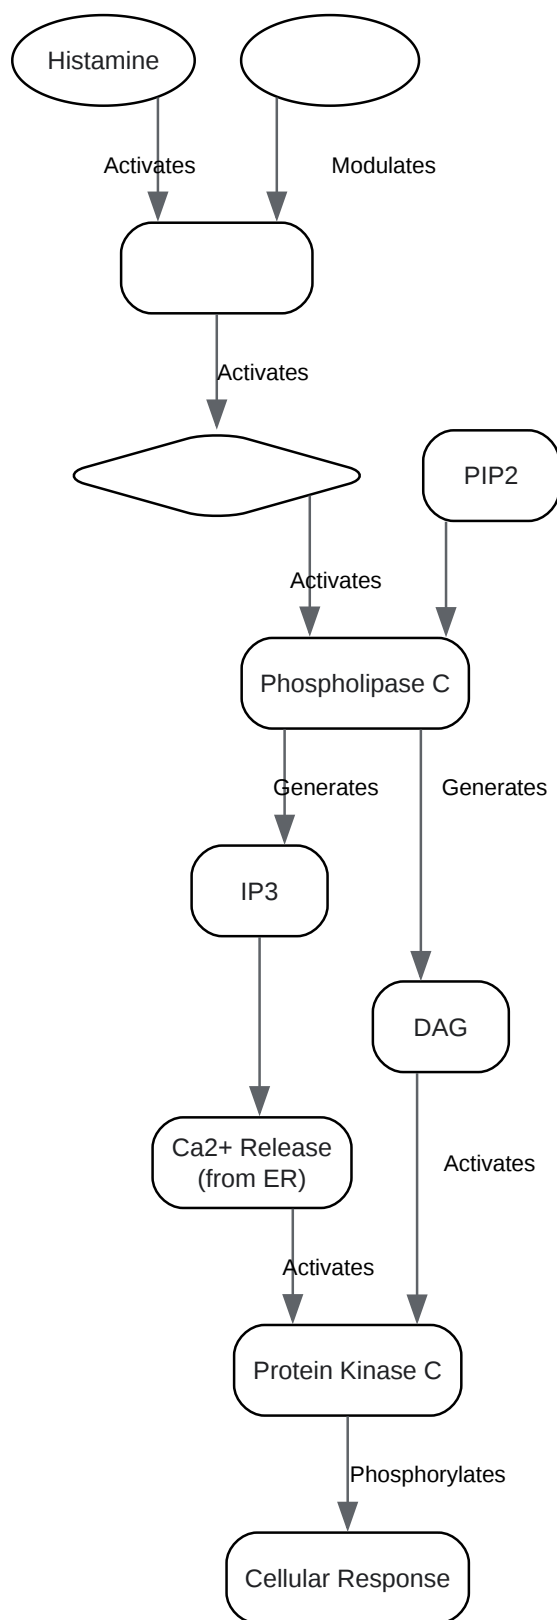 Histamine
Activates
Modulates
Activates
PIP2
Activates
Phospholipase C
Generates
Generates
IP3
DAG
Ca2+ Release
(from ER)
Activates
Activates
Protein Kinase C
Phosphorylates
Cellular Response